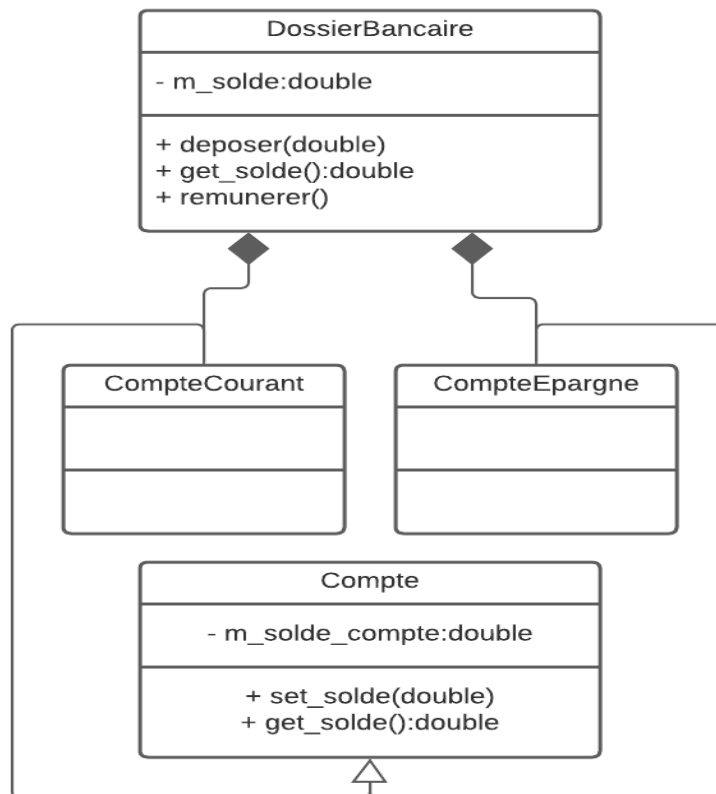 DossierBancaire
- m_solde:double
+ deposer(double)
+ get_solde():double
+ remunerer()
CompteCourant
CompteEpargne
Compte
- m_solde_compte:double
+ set_solde(double)
+ get_solde():double